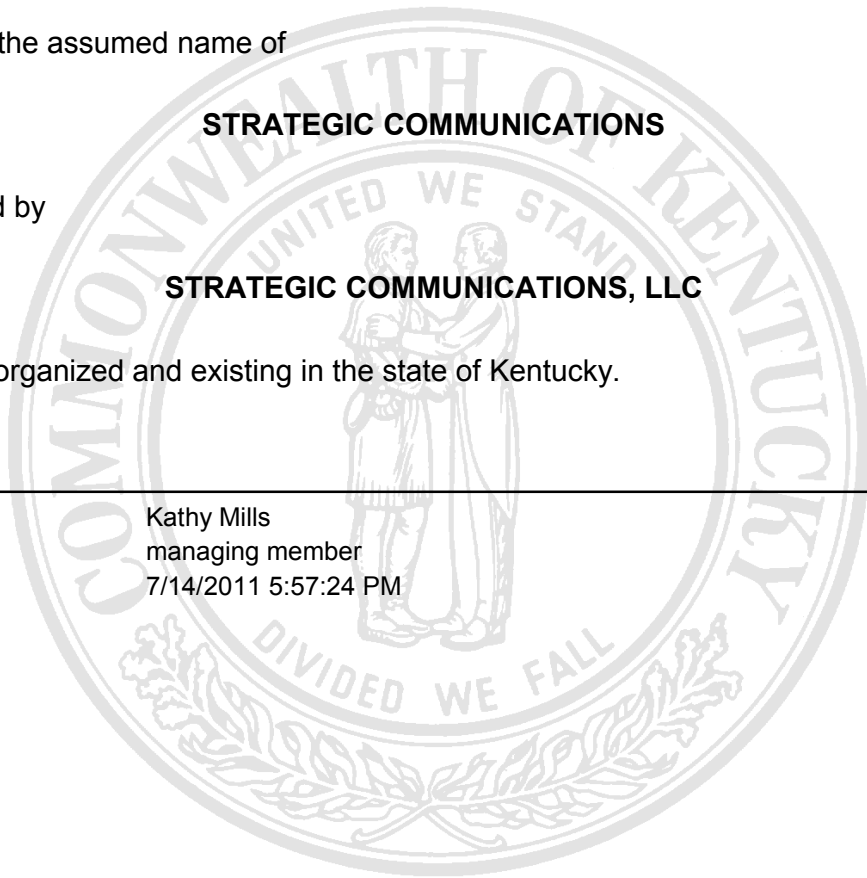 the assumed name of
STRATEGIC COMMUNICATIONS
by
STRATEGIC COMMUNICATIONS, LLC
organized and existing in the state of Kentucky.
Kathy Mills
managing member
7/14/2011 5:57:24 PM
COMMONWEALTH OF KENTUCKY
UNITED WE STAND
DIVIDED WE FALL